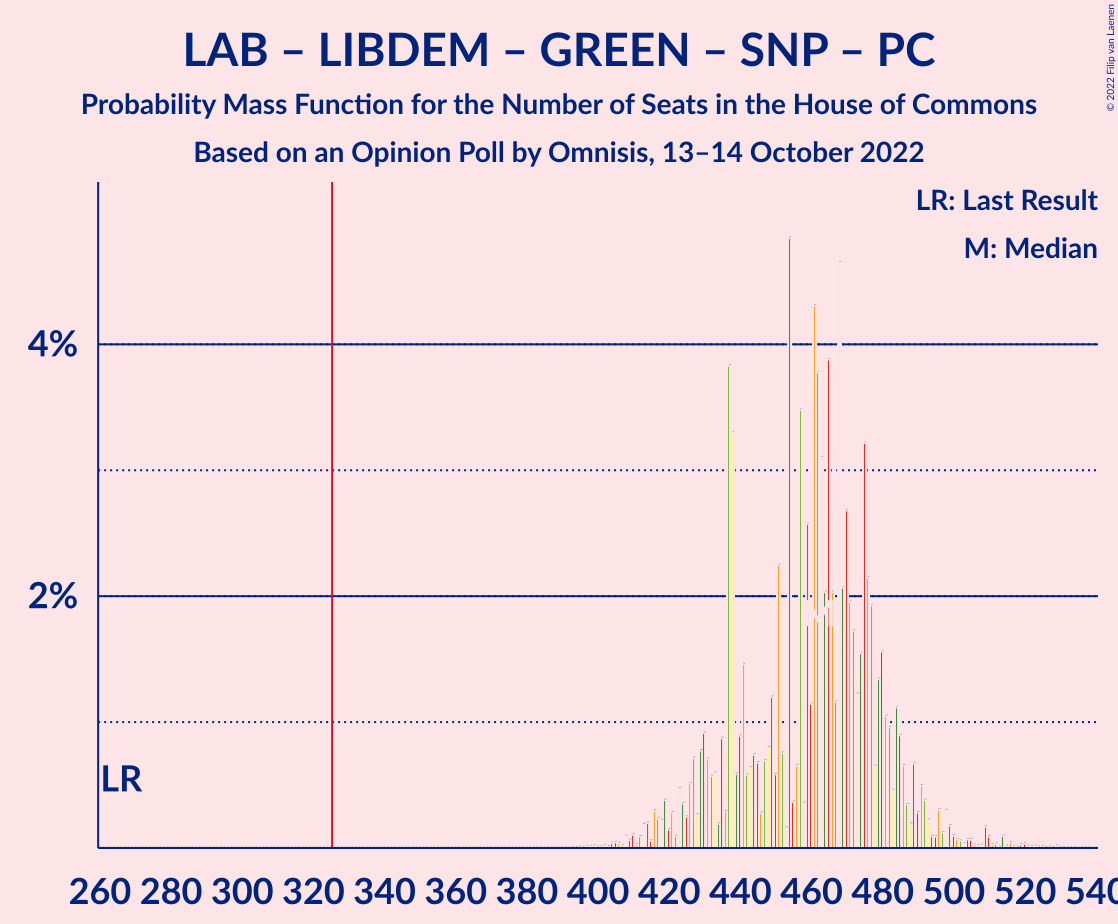 LAB – LIBDEM – GREEN – SNP – PC
Probability Mass Function for the Number of Seats in the House of Commons
Based on an Opinion Poll by Omnisis, 13–14 October 2022
© 2022 Filip van Laenen
LR: Last Result
M: Median
4%
2%
LR
260 280 300 320 340 360 380 400 420 440 460 480 500 520 540